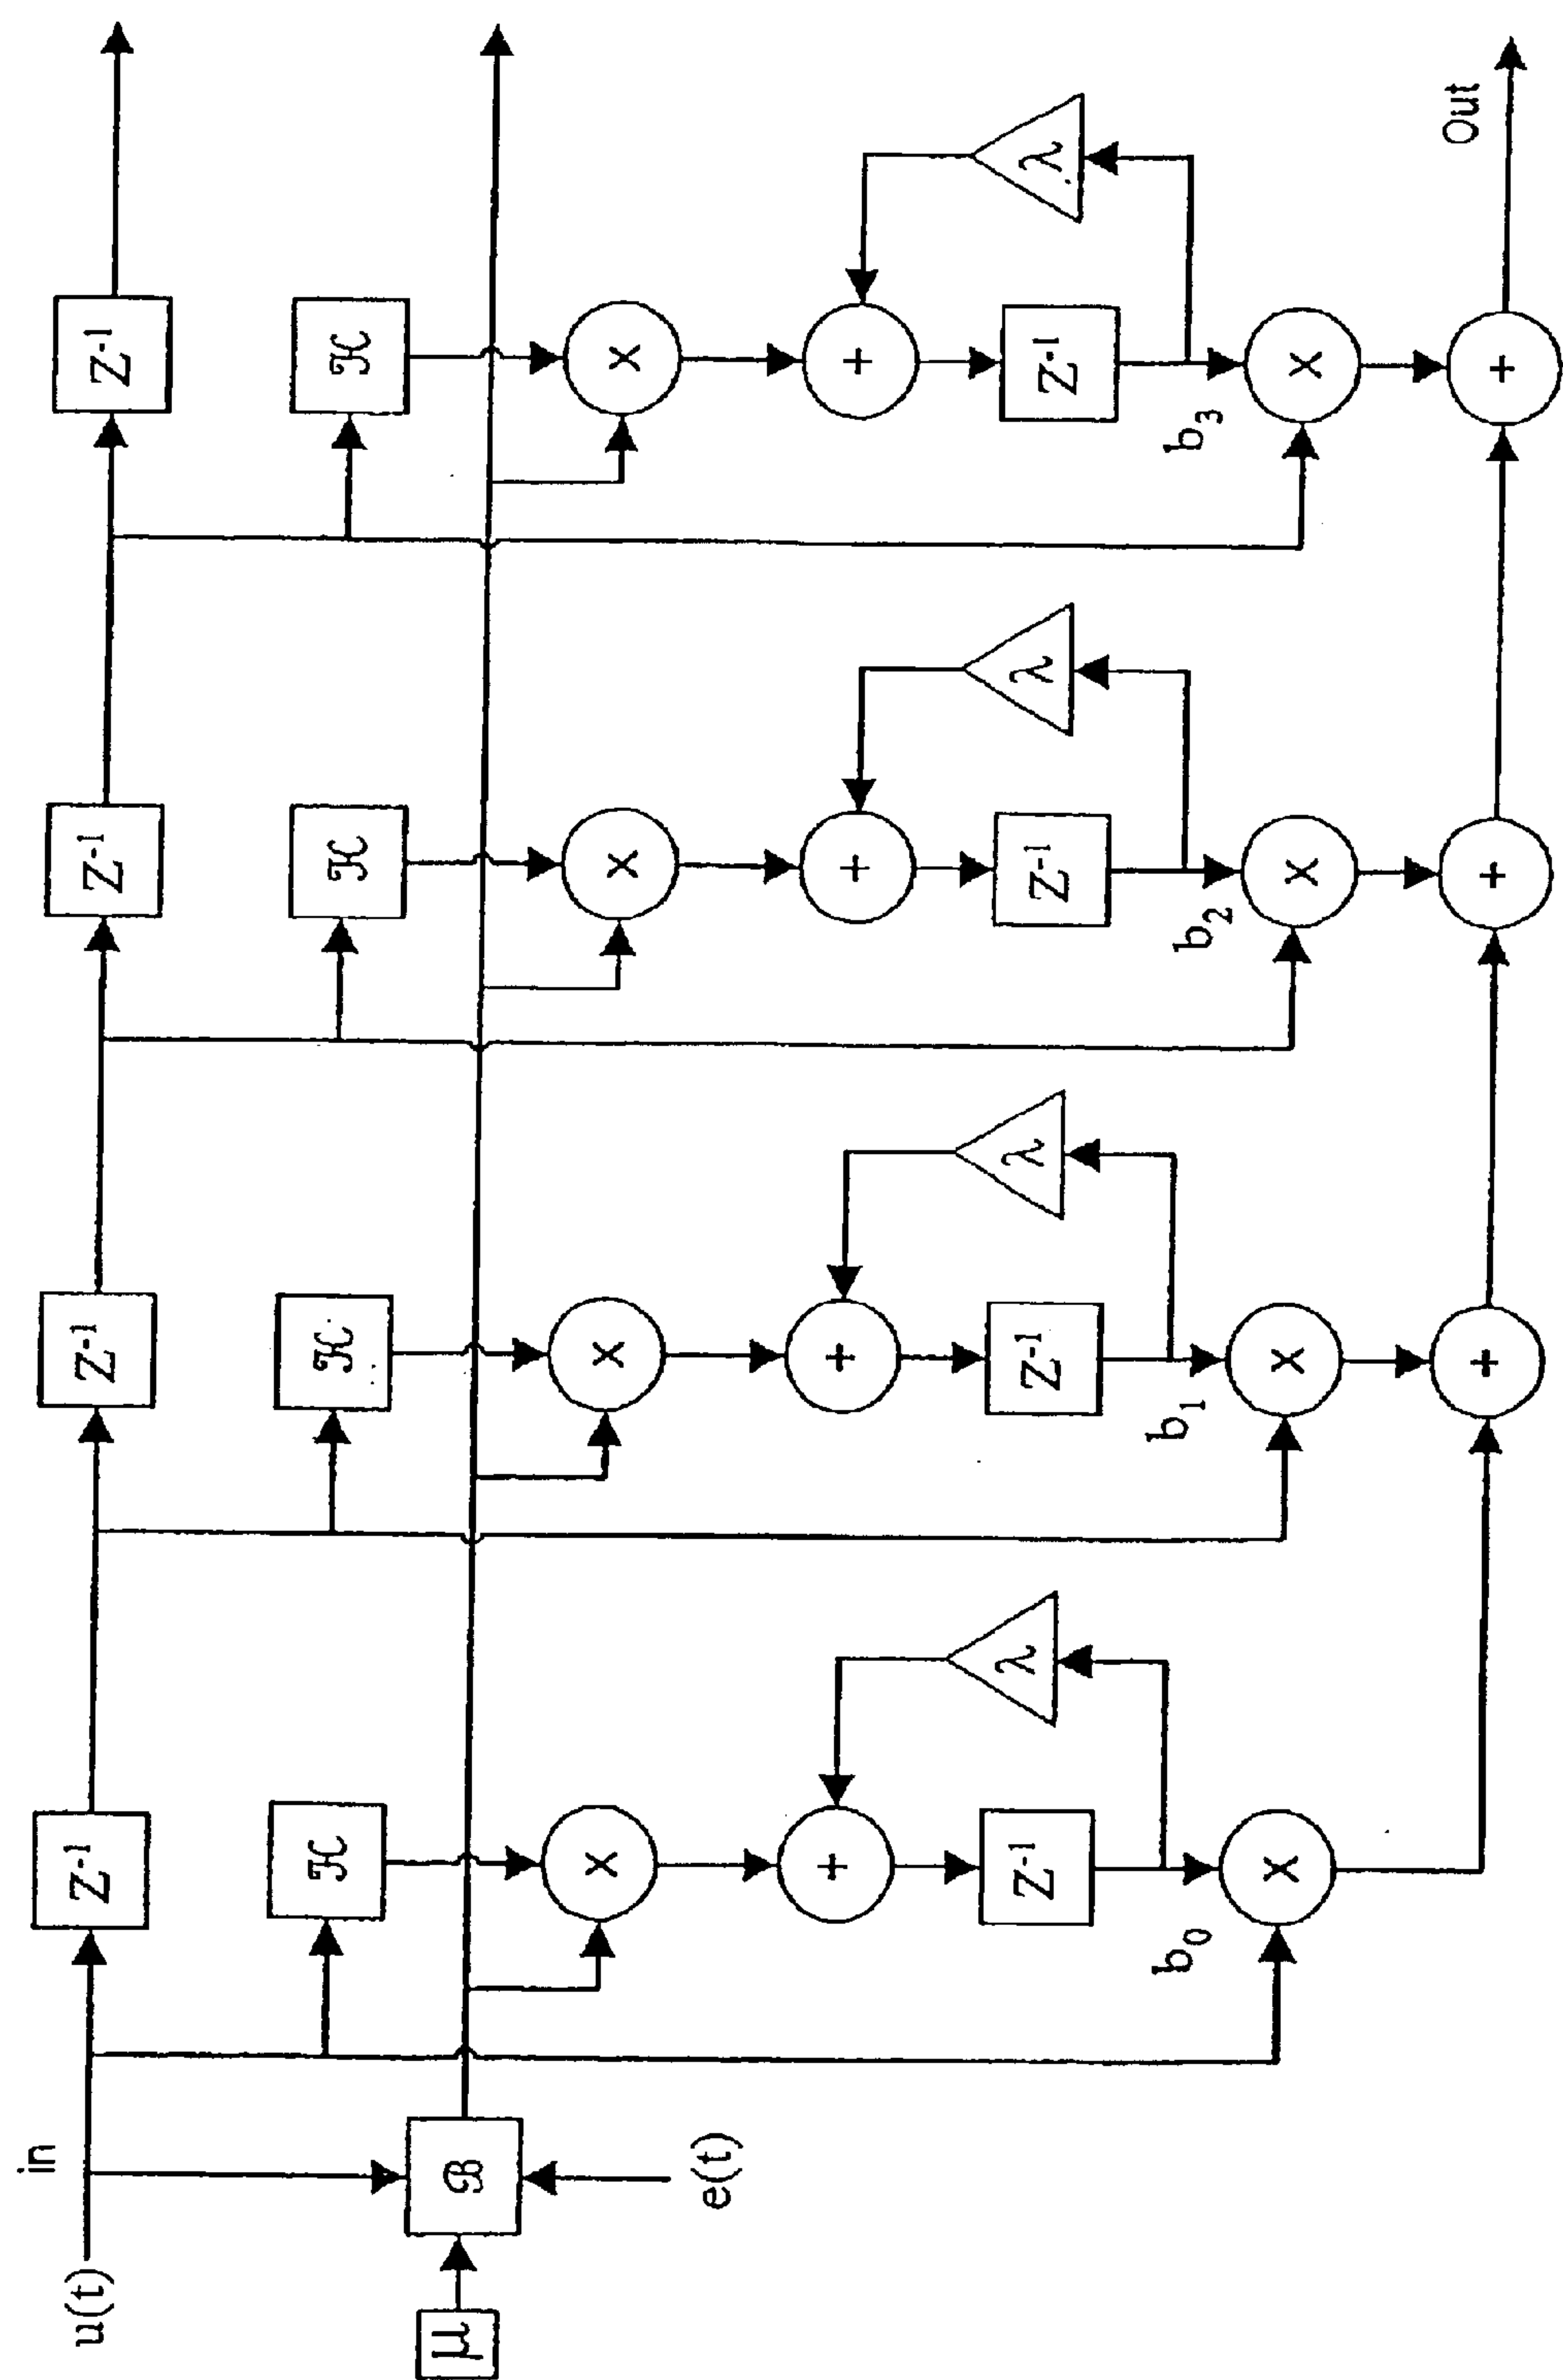 u(t)
in
Z⁻¹ Z⁻¹ Z⁻¹ Z⁻¹
ℋ ℋ ℋ ℋ
μ
ℬ
e(t)
× × × ×
+ + + +
λ λ λ λ
Z⁻¹ Z⁻¹ Z⁻¹ Z⁻¹
b₀ b₁ b₂ b₃
× × × ×
+ + +
Out